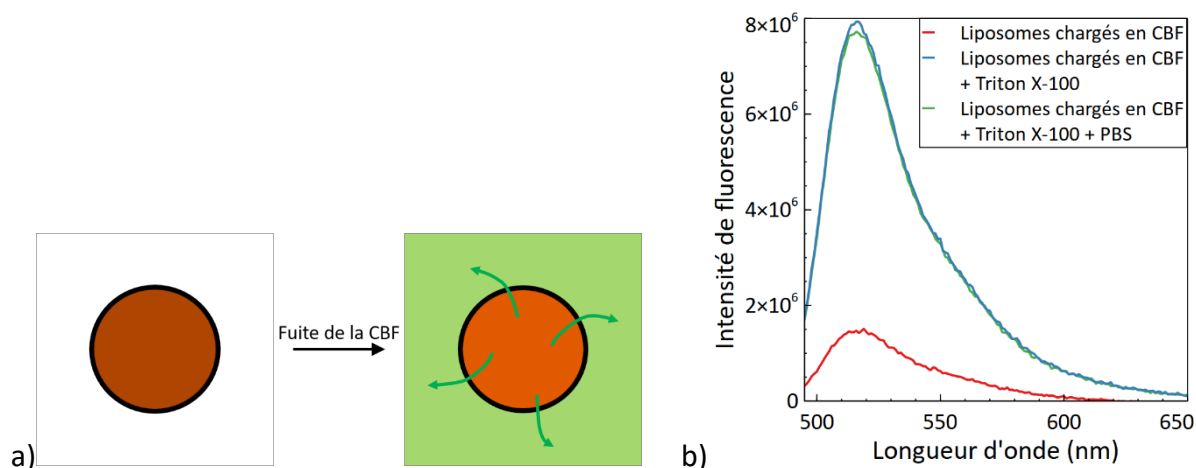 a)
Fuite de la CBF
b)
Intensité de fluorescence
8×10⁶
6×10⁶
4×10⁶
2×10⁶
0
500
550
600
650
Longueur d'onde (nm)
Liposomes chargés en CBF
Liposomes chargés en CBF
+ Triton X-100
Liposomes chargés en CBF
+ Triton X-100 + PBS